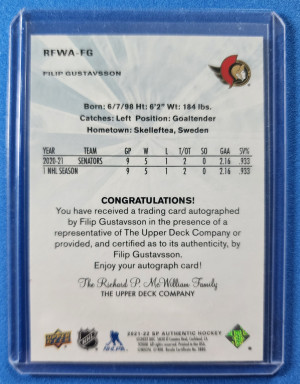 RFWA-FG
FILIP GUSTAVSSON
Born: 6/7/98 Ht: 6'2" Wt: 184 lbs.
Catches: Left Position: Goaltender
Hometown: Skelleftea, Sweden
YEAR TEAM GP W L T/OT SO GAA SV%
2020-21 SENATORS 9 5 1 2 0 2.16 .933
1 NHL SEASON 9 5 1 2 0 2.16 .933
CONGRATULATIONS!
You have received a trading card autographed
by Filip Gustavsson in the presence of a
representative of The Upper Deck Company or
provided, and certified as to its authenticity, by
Filip Gustavsson.
Enjoy your autograph card!
The Richard P. McWilliam Family
THE UPPER DECK COMPANY
2021-22 SP AUTHENTIC HOCKEY